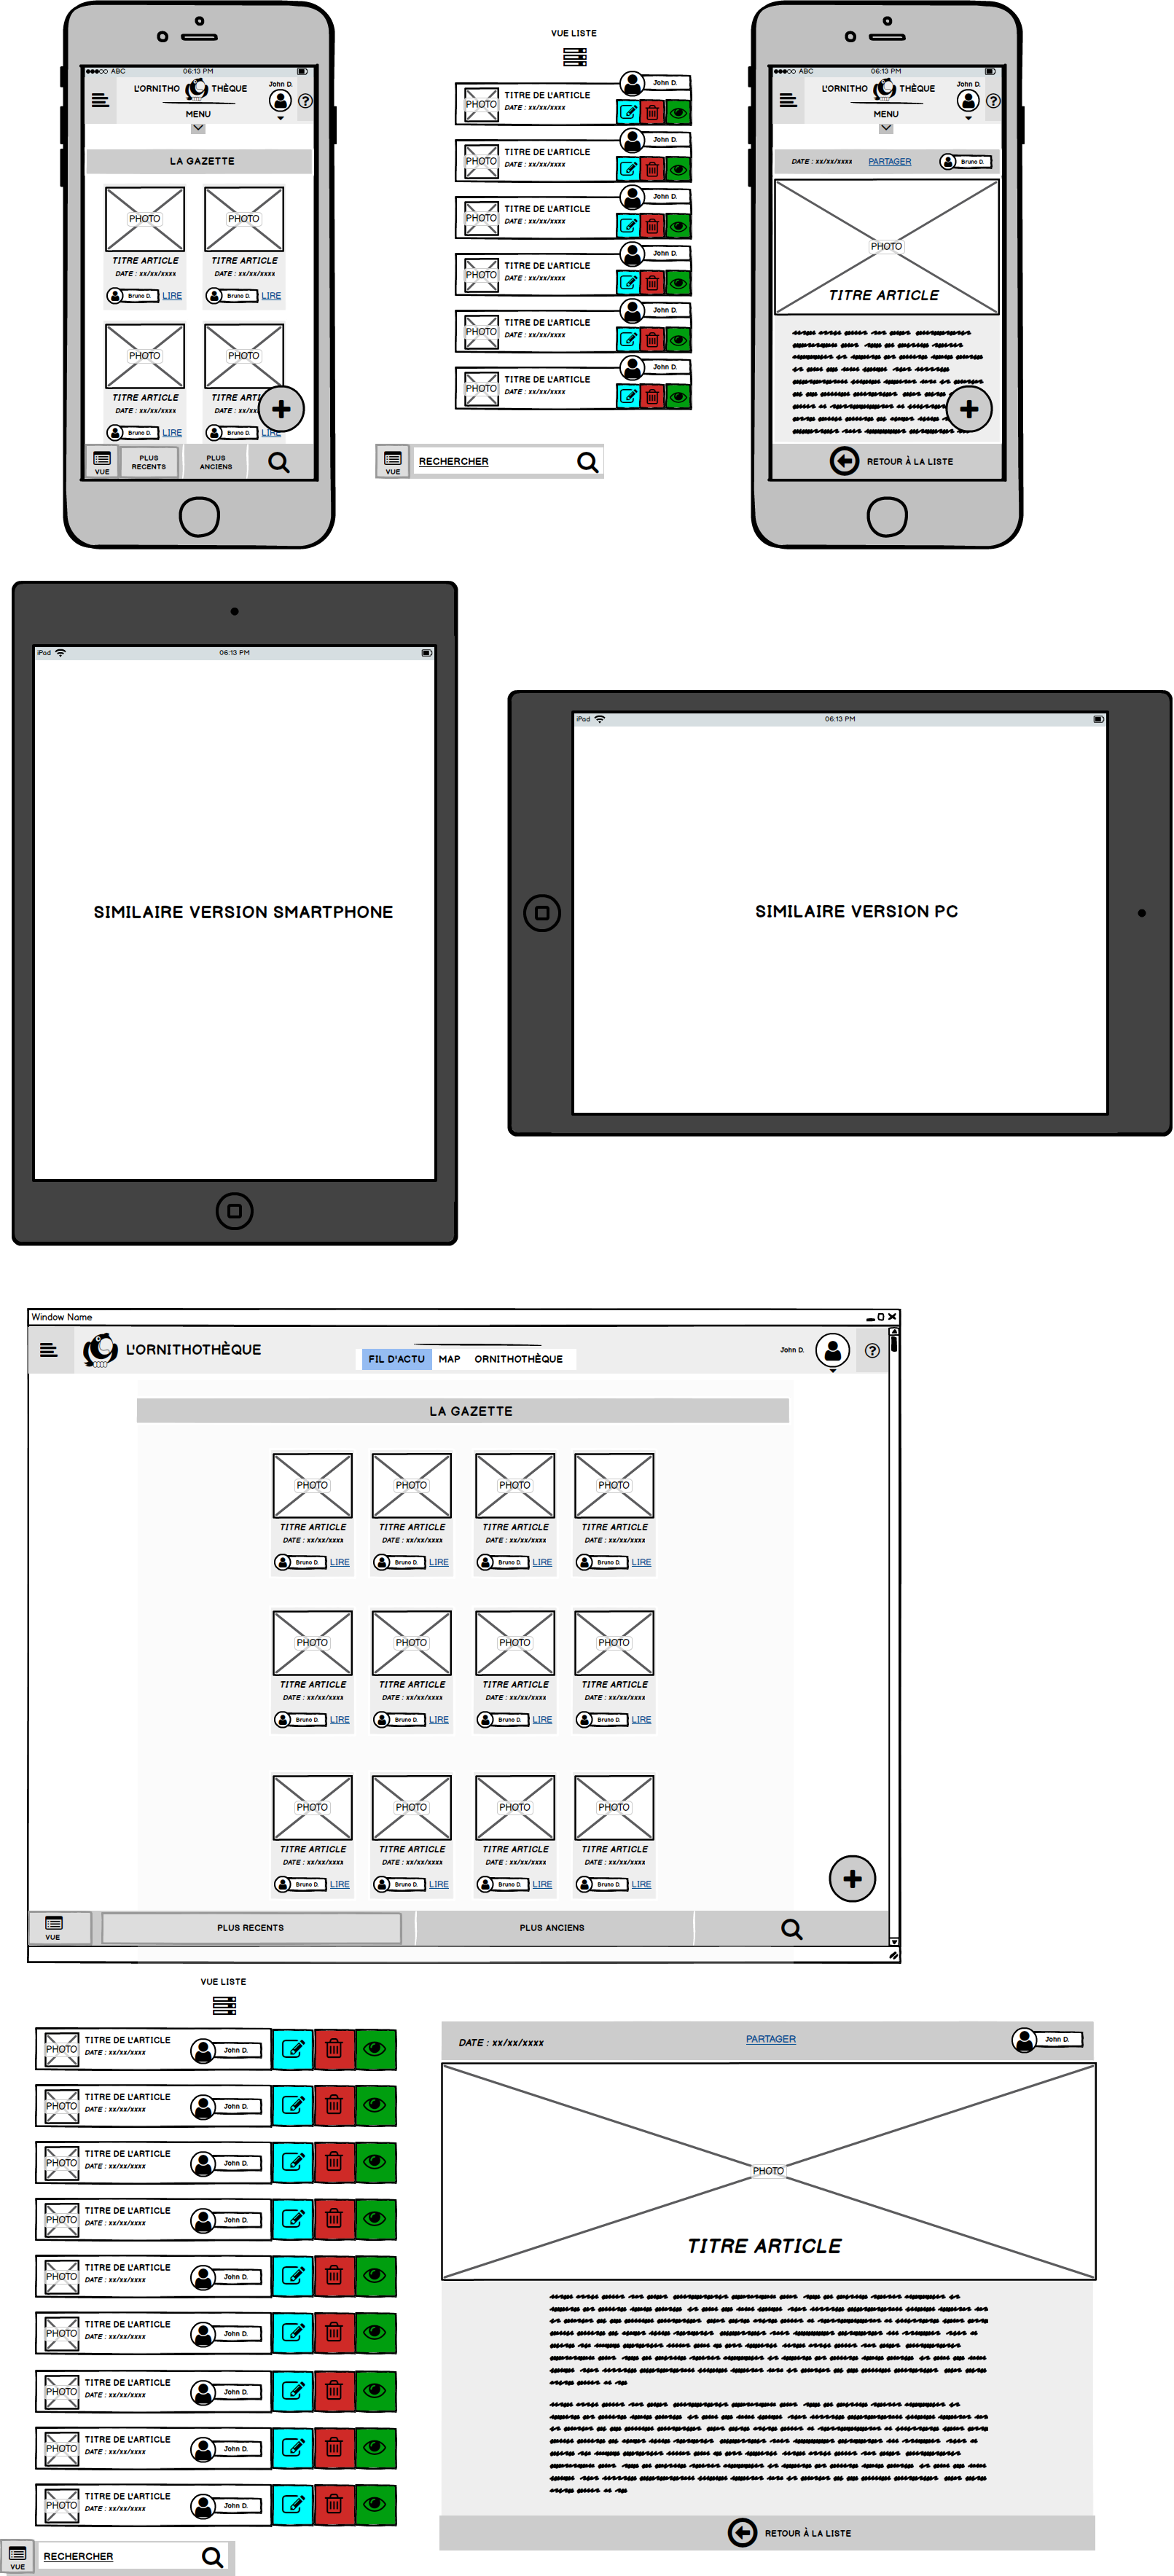 ABC 06:13 PM
L'ORNITHO THÈQUE
John D.
?
MENU
LA GAZETTE
PHOTO PHOTO
TITRE ARTICLE TITRE ARTICLE
DATE : xx/xx/xxxx DATE : xx/xx/xxxx
Bruno D. LIRE Bruno D. LIRE
PHOTO PHOTO
TITRE ARTICLE TITRE ARTI
DATE : xx/xx/xxxx DATE : xx/x
Bruno D. LIRE Bruno D. LIRE
VUE
PLUS RECENTS
PLUS ANCIENS
VUE LISTE
John D.
PHOTO TITRE DE L'ARTICLE
DATE : xx/xx/xxxx
John D.
PHOTO TITRE DE L'ARTICLE
DATE : xx/xx/xxxx
John D.
PHOTO TITRE DE L'ARTICLE
DATE : xx/xx/xxxx
John D.
PHOTO TITRE DE L'ARTICLE
DATE : xx/xx/xxxx
John D.
PHOTO TITRE DE L'ARTICLE
DATE : xx/xx/xxxx
John D.
PHOTO TITRE DE L'ARTICLE
DATE : xx/xx/xxxx
VUE RECHERCHER
ABC 06:13 PM
L'ORNITHO THÈQUE
John D.
?
MENU
DATE : xx/xx/xxxx PARTAGER Bruno D.
PHOTO
TITRE ARTICLE
RETOUR À LA LISTE
iPad 06:13 PM
SIMILAIRE VERSION SMARTPHONE
iPad 06:13 PM
SIMILAIRE VERSION PC
Window Name
L'ORNITHOTHÈQUE
FIL D'ACTU MAP ORNITHOTHÈQUE
John D. ?
LA GAZETTE
PHOTO PHOTO PHOTO PHOTO
TITRE ARTICLE TITRE ARTICLE TITRE ARTICLE TITRE ARTICLE
DATE : xx/xx/xxxx DATE : xx/xx/xxxx DATE : xx/xx/xxxx DATE : xx/xx/xxxx
Bruno D. LIRE Bruno D. LIRE Bruno D. LIRE Bruno D. LIRE
PHOTO PHOTO PHOTO PHOTO
TITRE ARTICLE TITRE ARTICLE TITRE ARTICLE TITRE ARTICLE
DATE : xx/xx/xxxx DATE : xx/xx/xxxx DATE : xx/xx/xxxx DATE : xx/xx/xxxx
Bruno D. LIRE Bruno D. LIRE Bruno D. LIRE Bruno D. LIRE
PHOTO PHOTO PHOTO PHOTO
TITRE ARTICLE TITRE ARTICLE TITRE ARTICLE TITRE ARTICLE
DATE : xx/xx/xxxx DATE : xx/xx/xxxx DATE : xx/xx/xxxx DATE : xx/xx/xxxx
Bruno D. LIRE Bruno D. LIRE Bruno D. LIRE Bruno D. LIRE
VUE PLUS RECENTS PLUS ANCIENS
VUE LISTE
PHOTO TITRE DE L'ARTICLE
DATE : xx/xx/xxxx John D.
PHOTO TITRE DE L'ARTICLE
DATE : xx/xx/xxxx John D.
PHOTO TITRE DE L'ARTICLE
DATE : xx/xx/xxxx John D.
PHOTO TITRE DE L'ARTICLE
DATE : xx/xx/xxxx John D.
PHOTO TITRE DE L'ARTICLE
DATE : xx/xx/xxxx John D.
PHOTO TITRE DE L'ARTICLE
DATE : xx/xx/xxxx John D.
PHOTO TITRE DE L'ARTICLE
DATE : xx/xx/xxxx John D.
PHOTO TITRE DE L'ARTICLE
DATE : xx/xx/xxxx John D.
PHOTO TITRE DE L'ARTICLE
DATE : xx/xx/xxxx John D.
VUE RECHERCHER
DATE : xx/xx/xxxx PARTAGER John D.
PHOTO
TITRE ARTICLE
RETOUR À LA LISTE